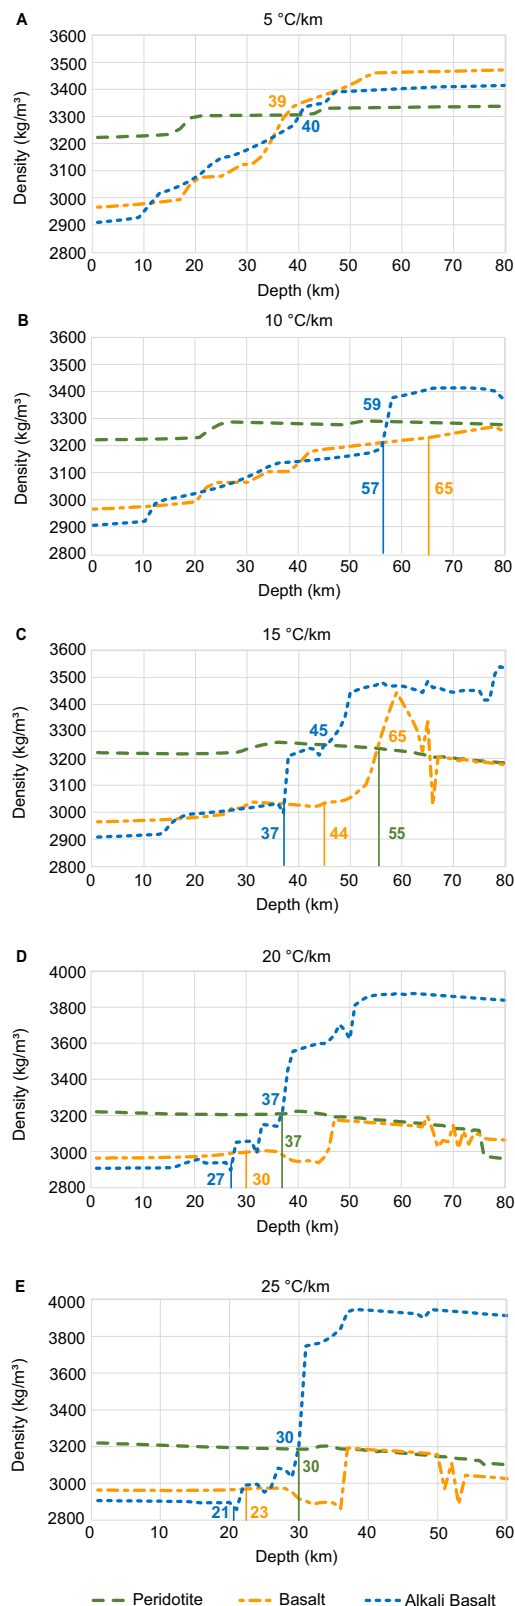 A
5 °C/km
3600
3500
3400
3300
3200
3100
3000
2900
2800
Density (kg/m³)
39
40
0 10 20 30 40 50 60 70 80
Depth (km)
B
10 °C/km
3600
3500
3400
3300
3200
3100
3000
2900
2800
Density (kg/m³)
59
57
65
0 10 20 30 40 50 60 70 80
Depth (km)
C
15 °C/km
3600
3500
3400
3300
3200
3100
3000
2900
2800
Density (kg/m³)
45
65
37
44
55
0 10 20 30 40 50 60 70 80
Depth (km)
D
20 °C/km
4000
3800
3600
3400
3200
3000
2800
Density (kg/m³)
37
37
27
30
0 10 20 30 40 50 60 70 80
Depth (km)
E
25 °C/km
4000
3800
3600
3400
3200
3000
2800
Density (kg/m³)
30
30
21
23
0 10 20 30 40 50 60
Depth (km)
Peridotite Basalt Alkali Basalt